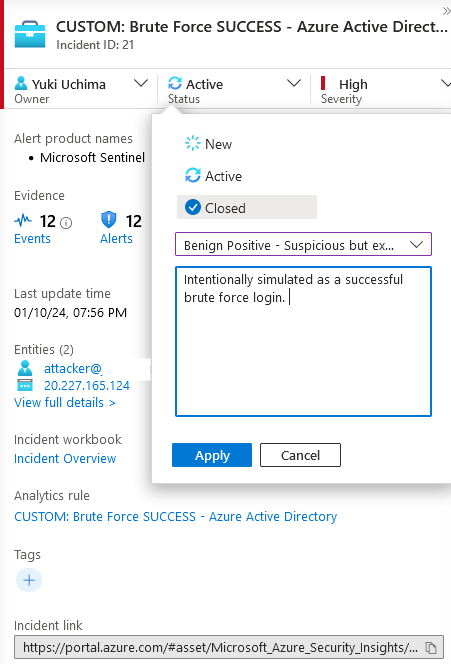 »
CUSTOM: Brute Force SUCCESS - Azure Active Direct...
Incident ID: 21
Yuki Uchima
Owner
Active
Status
High
Severity
New
Active
Closed
Benign Positive - Suspicious but ex...
Intentionally simulated as a successful
brute force login.
Apply
Cancel
Alert product names
• Microsoft Sentinel
Evidence
12
Events
12
Alerts
Last update time
01/10/24, 07:56 PM
Entities (2)
attacker@
20.227.165.124
View full details >
Incident workbook
Incident Overview
Analytics rule
CUSTOM: Brute Force SUCCESS - Azure Active Directory
Tags
+
Incident link
https://portal.azure.com/#asset/Microsoft_Azure_Security_Insights/...